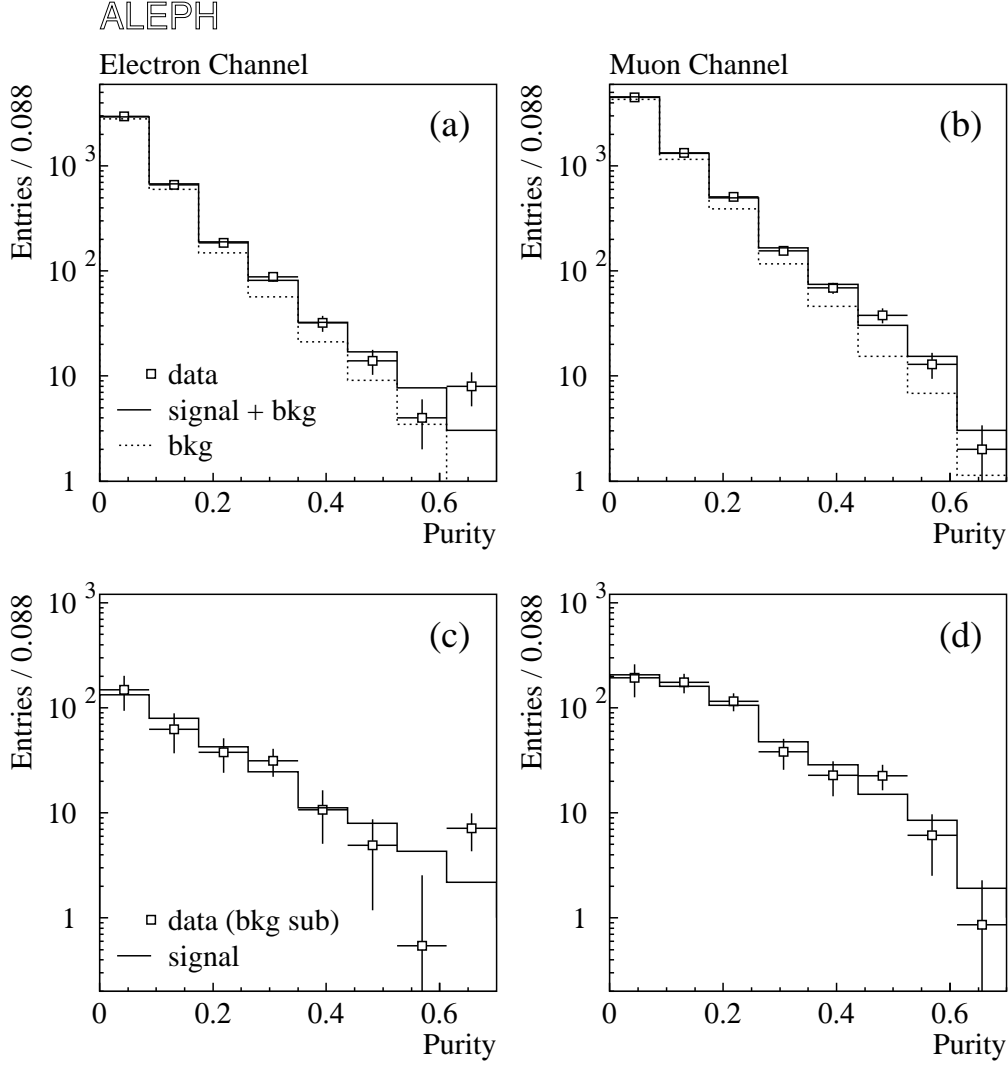 ALEPH
Electron Channel
Muon Channel
Entries / 0.088
(a)
10 3
10 2
10
1
data
signal + bkg
bkg
0 0.2 0.4 0.6
Purity
Entries / 0.088
(b)
10 3
10 2
10
1
0 0.2 0.4 0.6
Purity
Entries / 0.088
(c)
10 3
10 2
10
1
data (bkg sub)
signal
0 0.2 0.4 0.6
Purity
Entries / 0.088
(d)
10 3
10 2
10
1
0 0.2 0.4 0.6
Purity